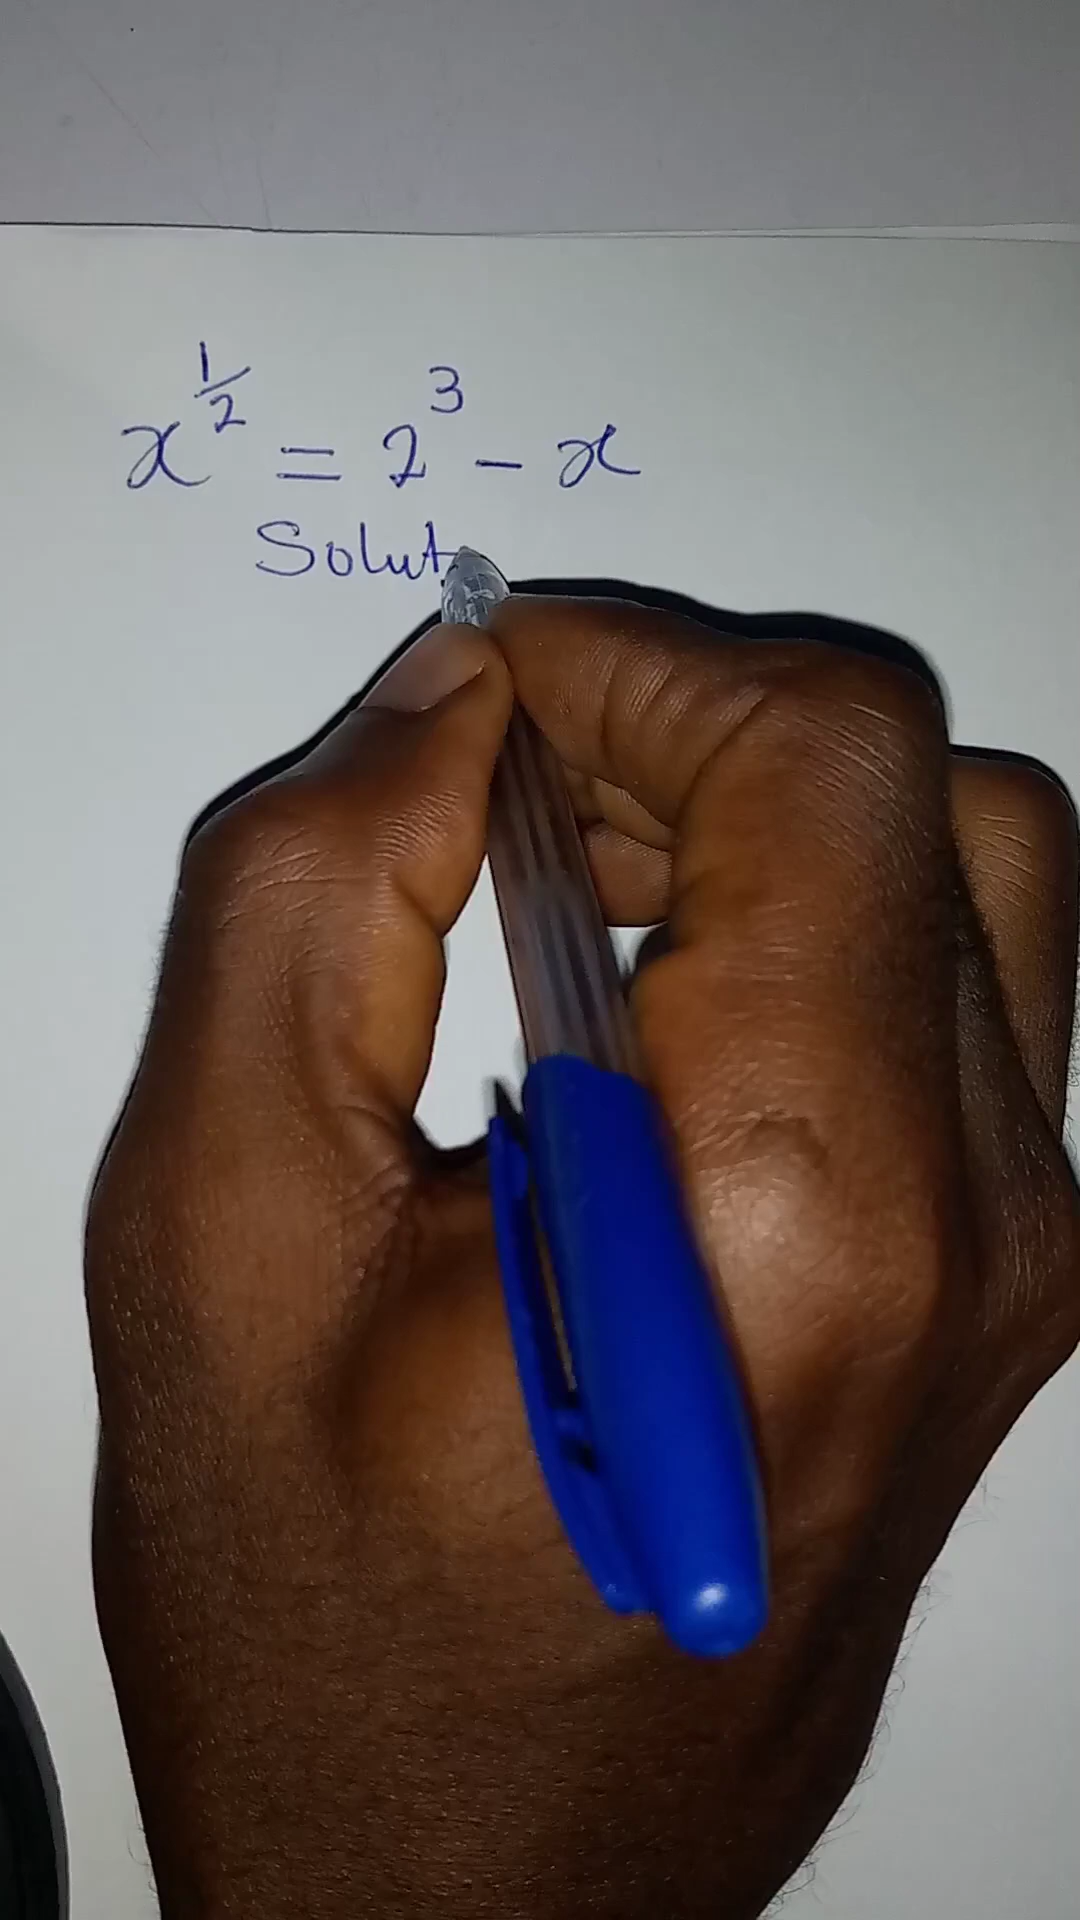 x^{1/2} = 2^3 - x
Solut